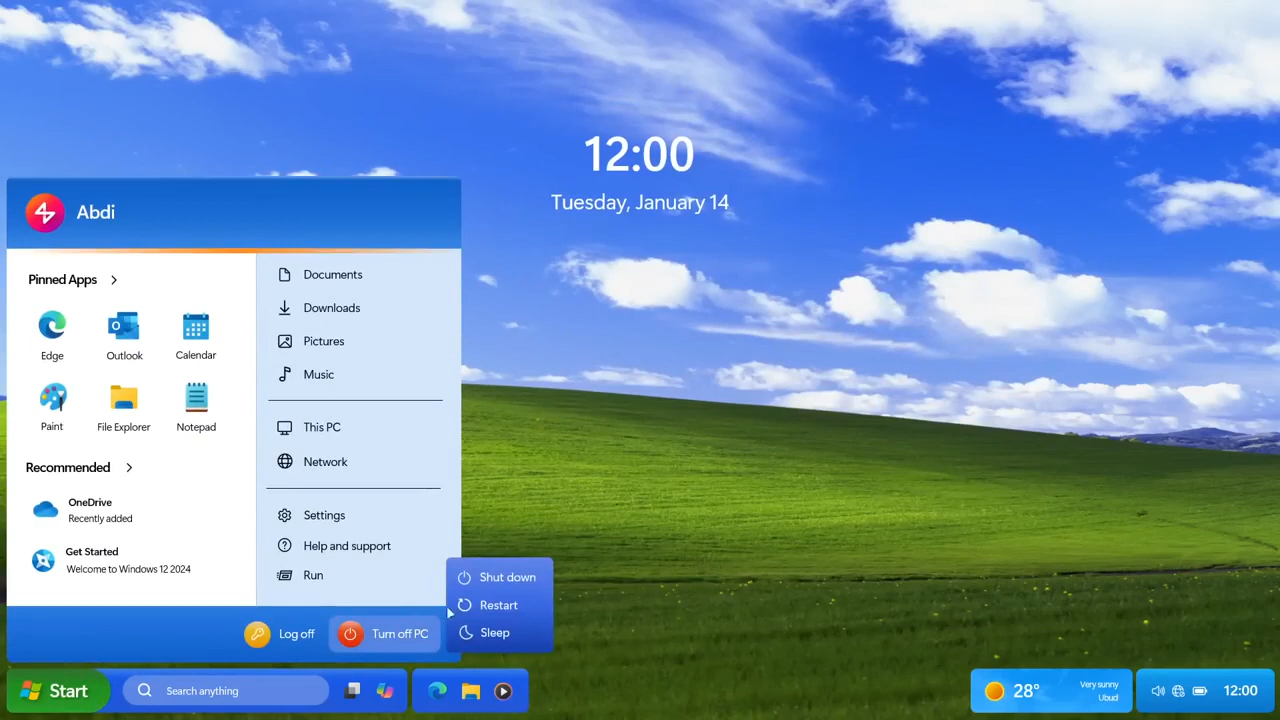 12:00
Tuesday, January 14
Abdi
Pinned Apps
Edge
Outlook
Calendar
Paint
File Explorer
Notepad
Recommended
OneDrive
Recently added
Get Started
Welcome to Windows 12 2024
Documents
Downloads
Pictures
Music
This PC
Network
Settings
Help and support
Run
Log off
Turn off PC
Shut down
Restart
Sleep
Start
Search anything
28°
Very sunny
Ubud
12:00